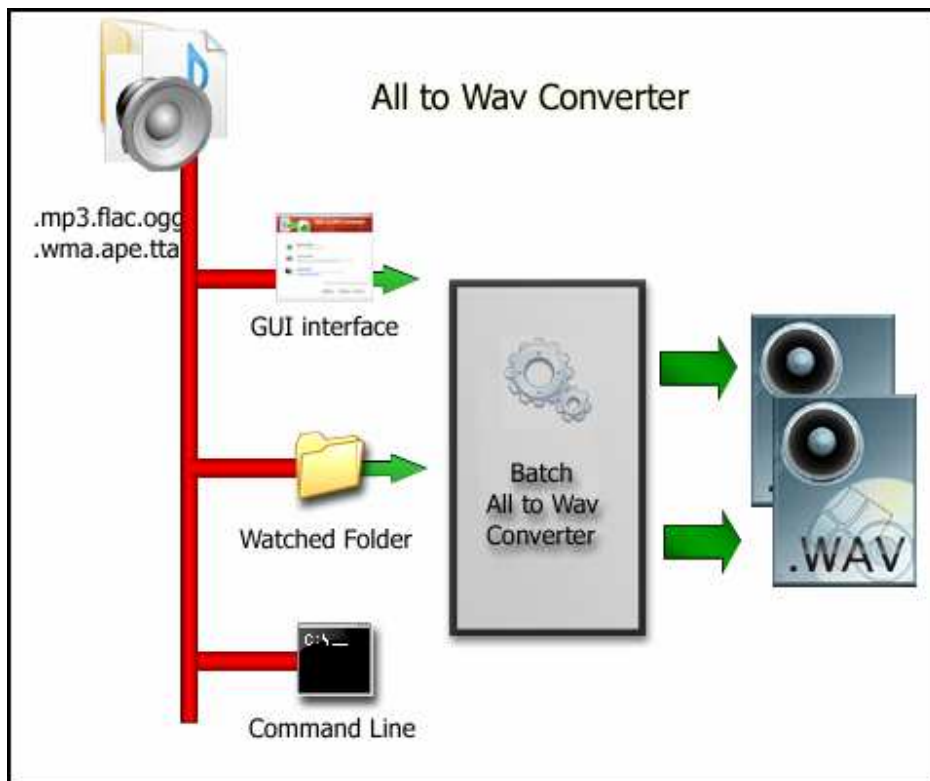 All to Wav Converter
.mp3.flac.ogg
.wma.ape.tta
GUI interface
Batch
All to Wav
Converter
Watched Folder
.WAV
C:\_
Command Line